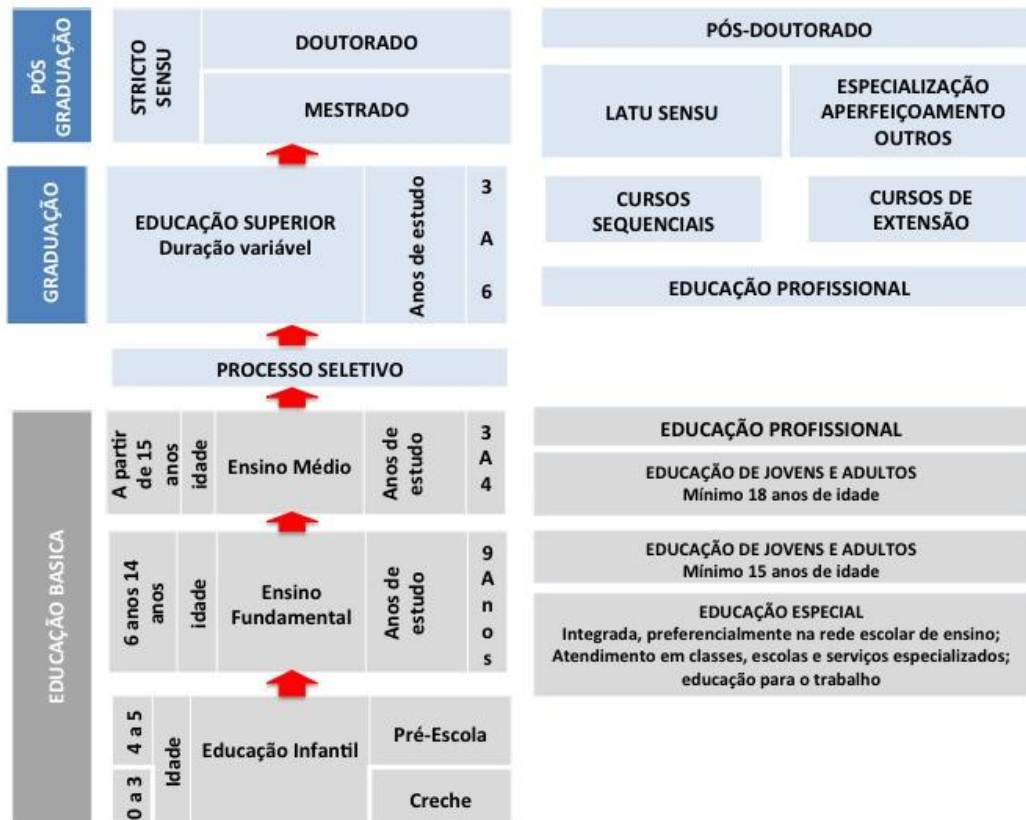 PÓS
GRADUAÇÃO
STRICTO
SENSU
DOUTORADO
MESTRADO
PÓS-DOUTORADO
LATU SENSU
ESPECIALIZAÇÃO
APERFEIÇOAMENTO
OUTROS
GRADUAÇÃO
EDUCAÇÃO SUPERIOR
Duração variável
Anos de estudo
3
A
6
CURSOS
SEQUENCIAIS
CURSOS DE
EXTENSÃO
EDUCAÇÃO PROFISSIONAL
PROCESSO SELETIVO
EDUCAÇÃO BASICA
A partir
de 15
anos
idade
Ensino Médio
Anos de
estudo
3
A
4
EDUCAÇÃO PROFISSIONAL
EDUCAÇÃO DE JOVENS E ADULTOS
Mínimo 18 anos de idade
6 anos 14
anos
idade
Ensino
Fundamental
Anos de
estudo
9
A
n
o
s
EDUCAÇÃO DE JOVENS E ADULTOS
Mínimo 15 anos de idade
EDUCAÇÃO ESPECIAL
Integrada, preferencialmente na rede escolar de ensino;
Atendimento em classes, escolas e serviços especializados;
educação para o trabalho
4 a 5
0 a 3
Idade
Educação Infantil
Pré-Escola
Creche